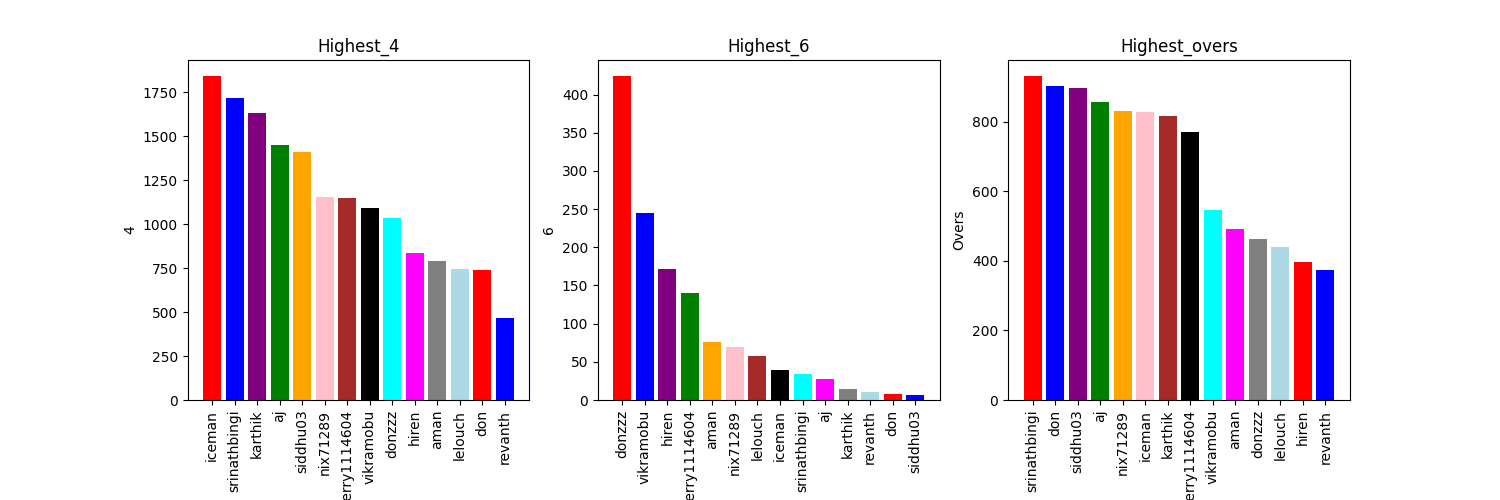 Highest_4
4
1750
1500
1250
1000
750
500
250
0
iceman
srinathbingi
karthik
aj
siddhu03
nix71289
erry1114604
vikramobu
donzzz
hiren
aman
lelouch
don
revanth
Highest_6
6
400
350
300
250
200
150
100
50
0
donzzz
vikramobu
hiren
erry1114604
aman
nix71289
lelouch
iceman
srinathbingi
aj
karthik
revanth
don
siddhu03
Highest_overs
Overs
800
600
400
200
0
srinathbingi
don
siddhu03
aj
nix71289
iceman
karthik
erry1114604
vikramobu
aman
donzzz
lelouch
hiren
revanth